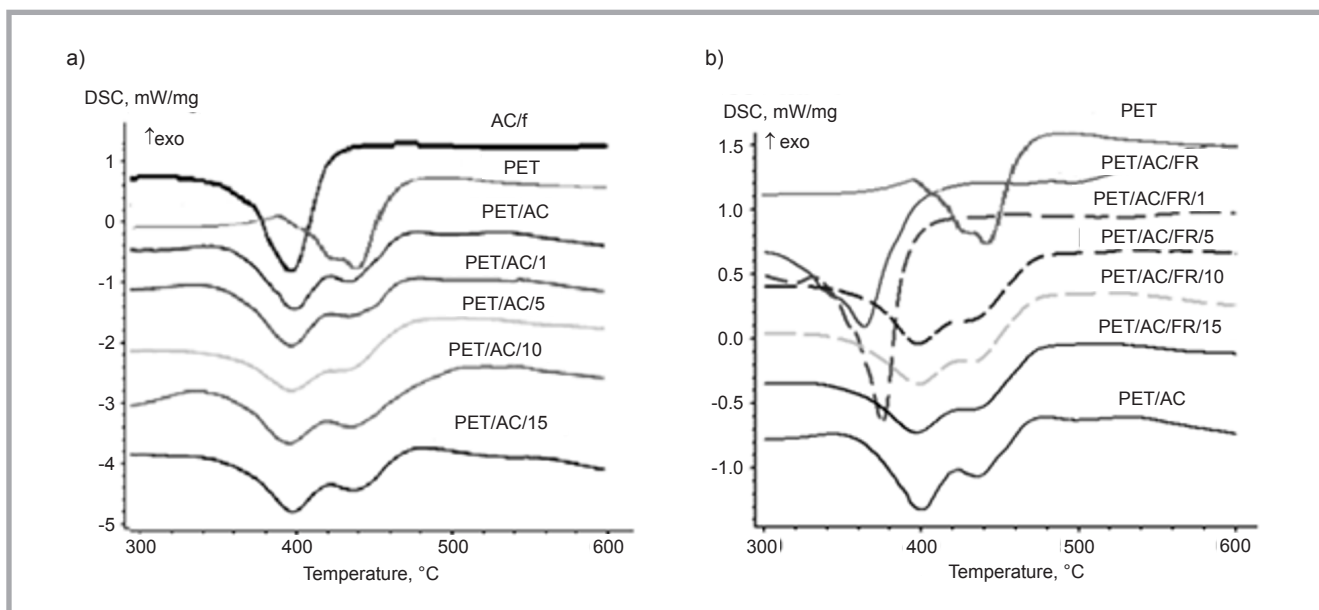 a)
DSC, mW/mg
↑exo
AC/f
PET
PET/AC
PET/AC/1
PET/AC/5
PET/AC/10
PET/AC/15
1
0
-1
-2
-3
-4
-5
300 400 500 600
Temperature, °C
b)
DSC, mW/mg
↑ exo
PET
PET/AC/FR
PET/AC/FR/1
PET/AC/FR/5
PET/AC/FR/10
PET/AC/FR/15
PET/AC
1.5
1.0
0.5
0.0
-0.5
-1.0
300 400 500 600
Temperature, °C